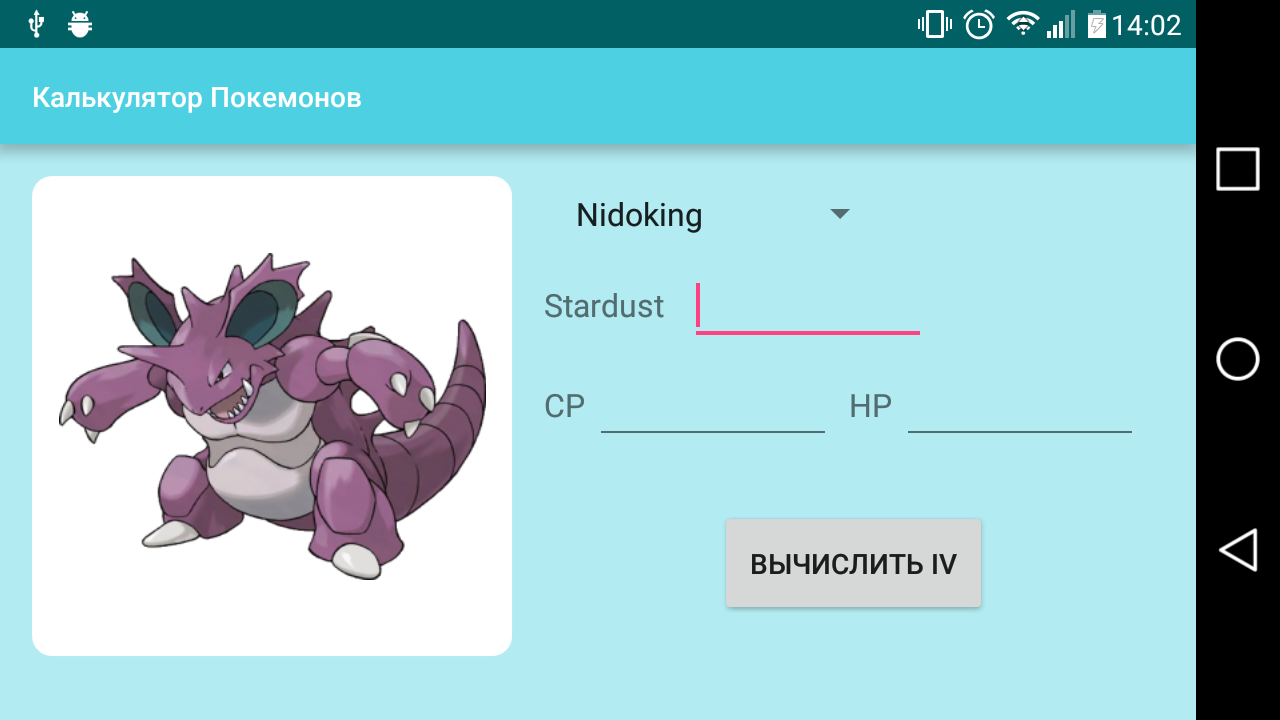 14:02
Калькулятор Покемонов
Nidoking
Stardust
CP
HP
ВЫЧИСЛИТЬ IV